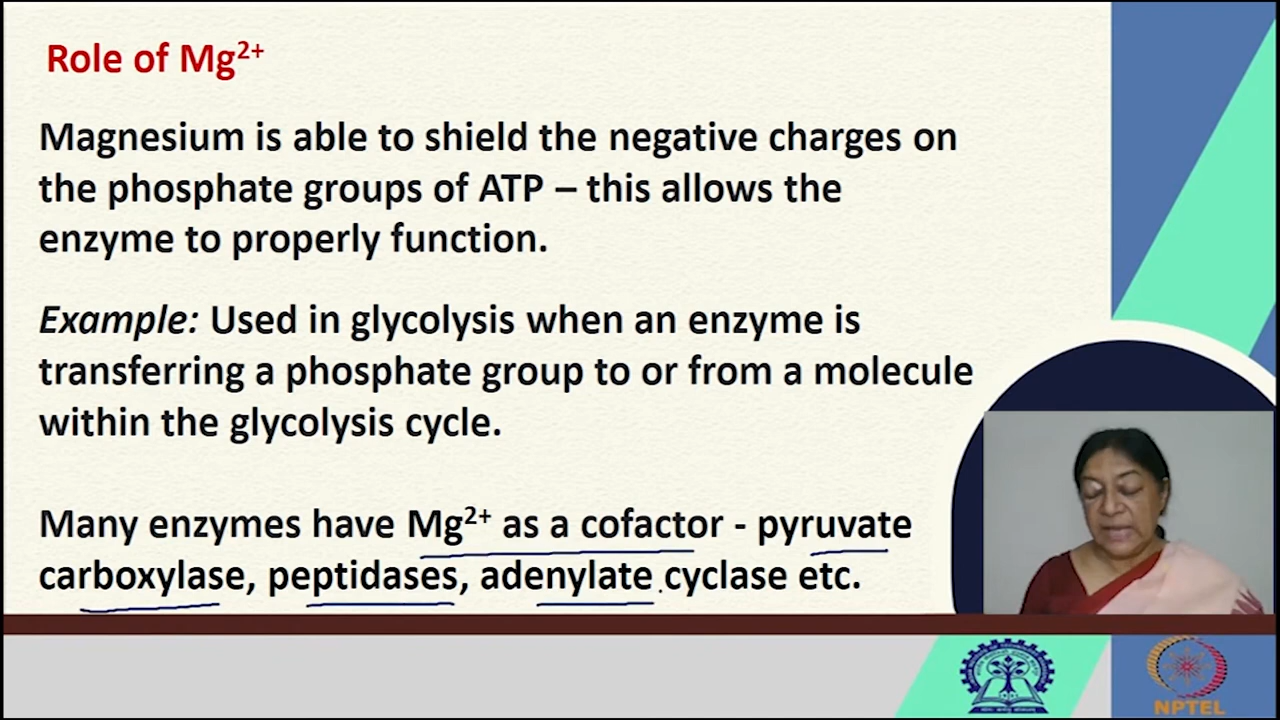 Role of Mg²⁺
Magnesium is able to shield the negative charges on
the phosphate groups of ATP – this allows the
enzyme to properly function.
Example: Used in glycolysis when an enzyme is
transferring a phosphate group to or from a molecule
within the glycolysis cycle.
Many enzymes have Mg²⁺ as a cofactor - pyruvate
carboxylase, peptidases, adenylate cyclase etc.
NPTEL